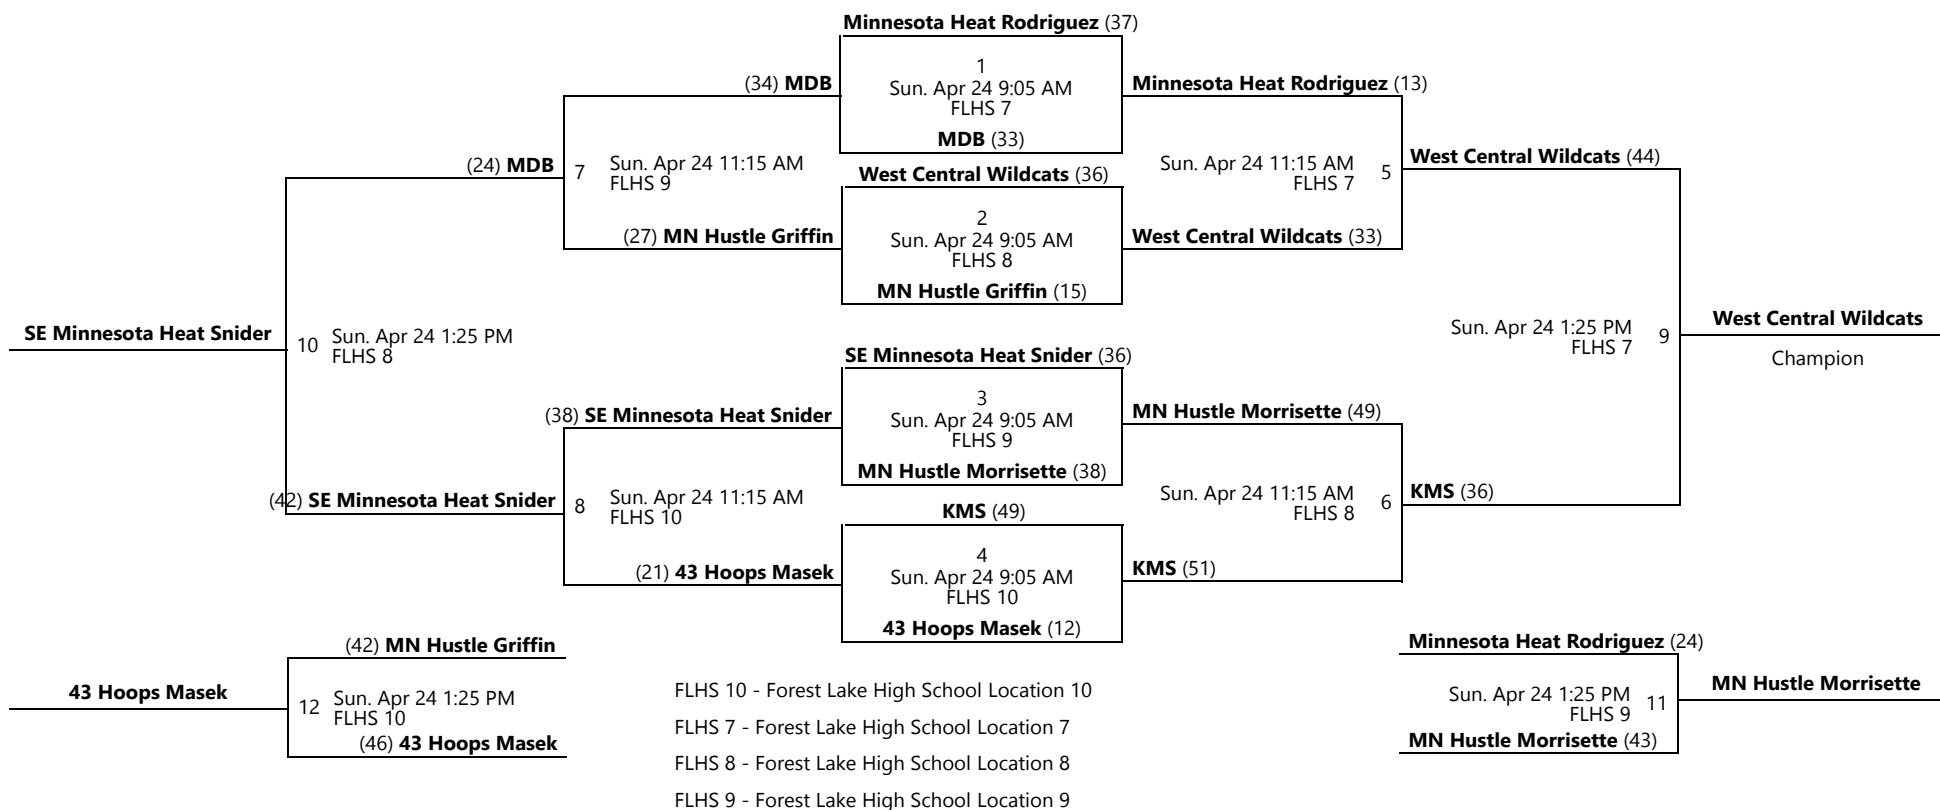 Minnesota Heat Rodriguez (37)
1
Sun. Apr 24 9:05 AM
FLHS 7
MDB (33)
(34) MDB
Minnesota Heat Rodriguez (13)
West Central Wildcats (36)
2
Sun. Apr 24 9:05 AM
FLHS 8
MN Hustle Griffin (15)
(27) MN Hustle Griffin
West Central Wildcats (33)
(24) MDB
7 Sun. Apr 24 11:15 AM
FLHS 9
Sun. Apr 24 11:15 AM
FLHS 7 5
West Central Wildcats (44)
SE Minnesota Heat Snider
10 Sun. Apr 24 1:25 PM
FLHS 8
Sun. Apr 24 1:25 PM
FLHS 7 9
West Central Wildcats
Champion
SE Minnesota Heat Snider (36)
3
Sun. Apr 24 9:05 AM
FLHS 9
MN Hustle Morrisette (38)
(38) SE Minnesota Heat Snider
MN Hustle Morrisette (49)
(42) SE Minnesota Heat Snider
8 Sun. Apr 24 11:15 AM
FLHS 10
Sun. Apr 24 11:15 AM
FLHS 8 6
KMS (36)
KMS (49)
4
Sun. Apr 24 9:05 AM
FLHS 10
43 Hoops Masek (12)
(21) 43 Hoops Masek
KMS (51)
(42) MN Hustle Griffin
43 Hoops Masek
12 Sun. Apr 24 1:25 PM
FLHS 10
(46) 43 Hoops Masek
Minnesota Heat Rodriguez (24)
Sun. Apr 24 1:25 PM
FLHS 9 11
MN Hustle Morrisette
MN Hustle Morrisette (43)
FLHS 10 - Forest Lake High School Location 10
FLHS 7 - Forest Lake High School Location 7
FLHS 8 - Forest Lake High School Location 8
FLHS 9 - Forest Lake High School Location 9